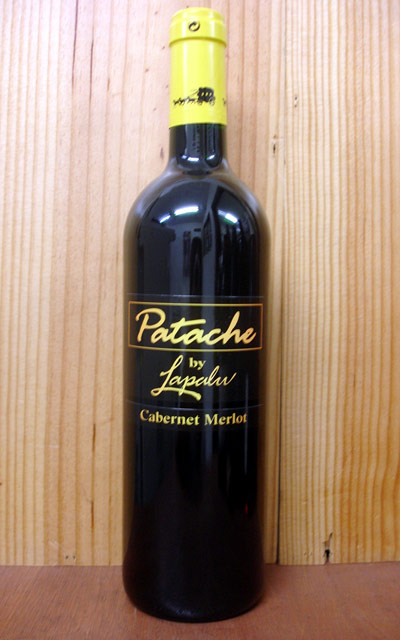 Patache
by
Lapalu
Cabernet Merlot